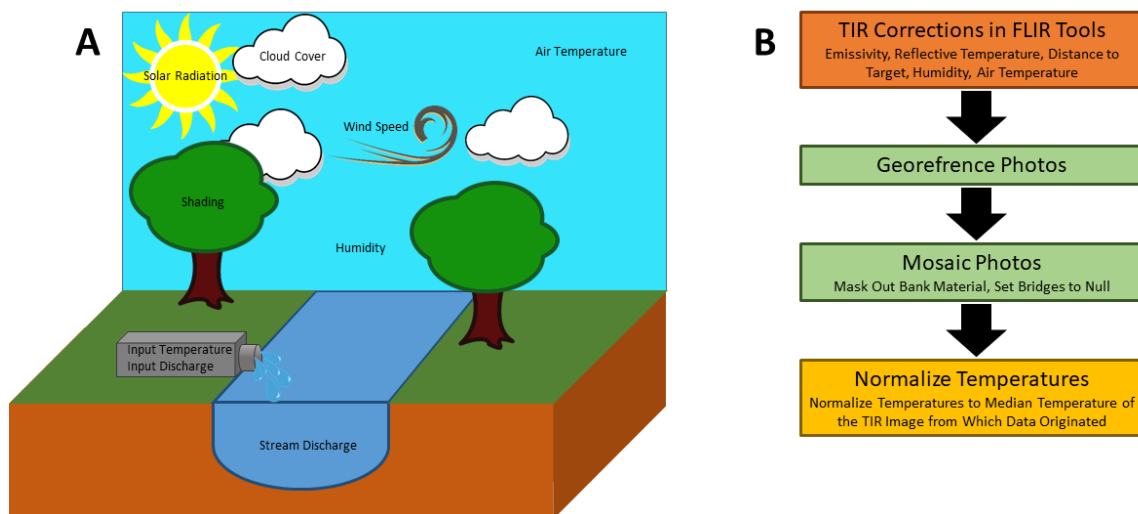 A
Solar Radiation
Cloud Cover
Air Temperature
Wind Speed
Shading
Humidity
Input Temperature
Input Discharge
Stream Discharge
B
TIR Corrections in FLIR Tools
Emissivity, Reflective Temperature, Distance to
Target, Humidity, Air Temperature
Georefrence Photos
Mosaic Photos
Mask Out Bank Material, Set Bridges to Null
Normalize Temperatures
Normalize Temperatures to Median Temperature of
the TIR Image from Which Data Originated